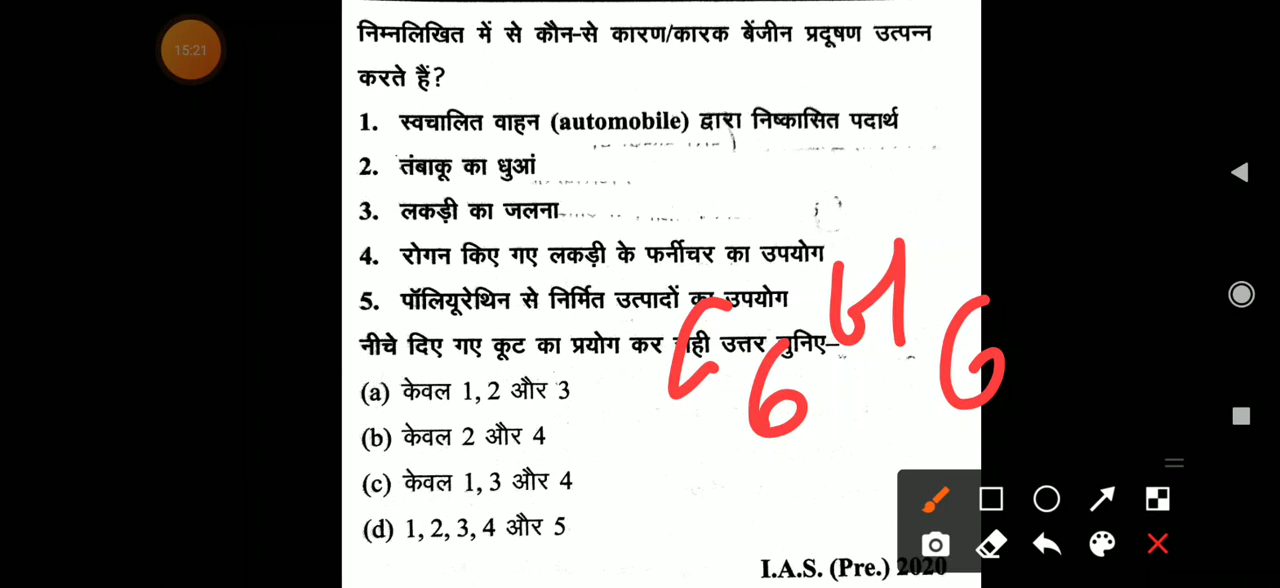 15:21
निम्नलिखित में से कौन-से कारण/कारक बेंजीन प्रदूषण उत्पन्न
करते हैं?
1. स्वचालित वाहन (automobile) द्वारा निष्कासित पदार्थ
2. तंबाकू का धुआं
3. लकड़ी का जलना
4. रोगन किए गए लकड़ी के फर्नीचर का उपयोग
5. पॉलियूरेथिन से निर्मित उत्पादों का उपयोग
नीचे दिए गए कूट का प्रयोग कर सही उत्तर चुनिए–
C6H6
(a) केवल 1, 2 और 3
(b) केवल 2 और 4
(c) केवल 1, 3 और 4
(d) 1, 2, 3, 4 और 5
I.A.S. (Pre.) 2020